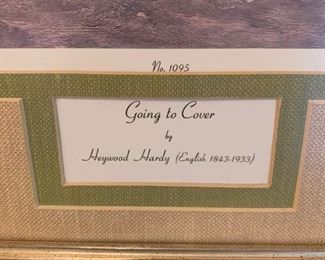 No. 1095
Going to Cover
by
Heywood Hardy (English 1843-1933)